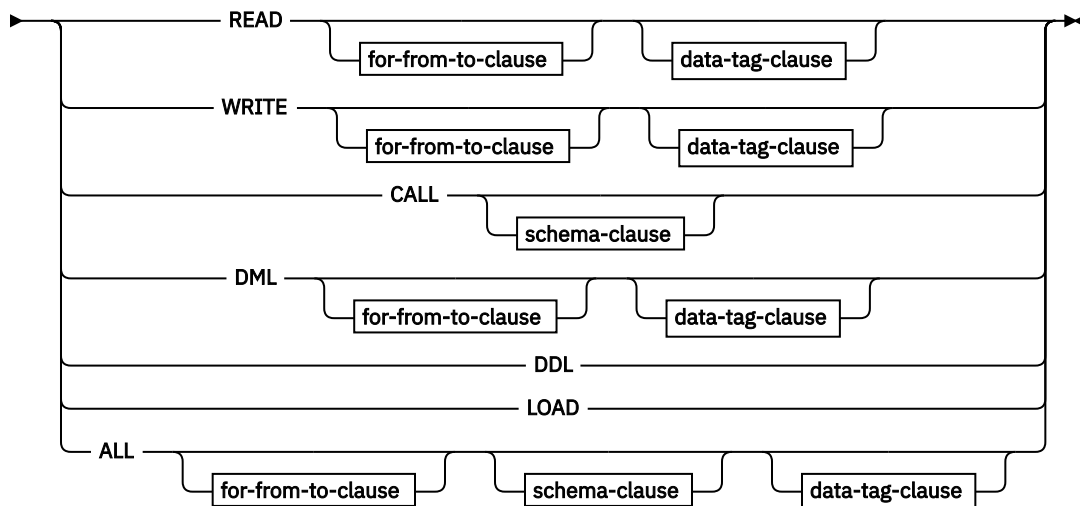 READ
for-from-to-clause data-tag-clause
WRITE
for-from-to-clause data-tag-clause
CALL
schema-clause
DML
for-from-to-clause data-tag-clause
DDL
LOAD
ALL
for-from-to-clause schema-clause data-tag-clause